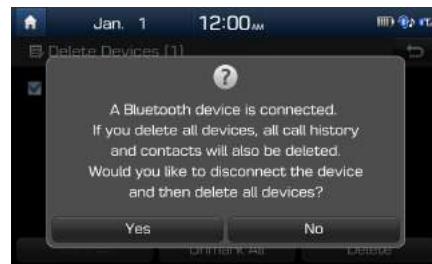 Jan. 1 12:00 AM
Delete Devices (1)
A Bluetooth device is connected.
If you delete all devices, all call history
and contacts will also be deleted.
Would you like to disconnect the device
and then delete all devices?
Yes No
Unmark All Delete